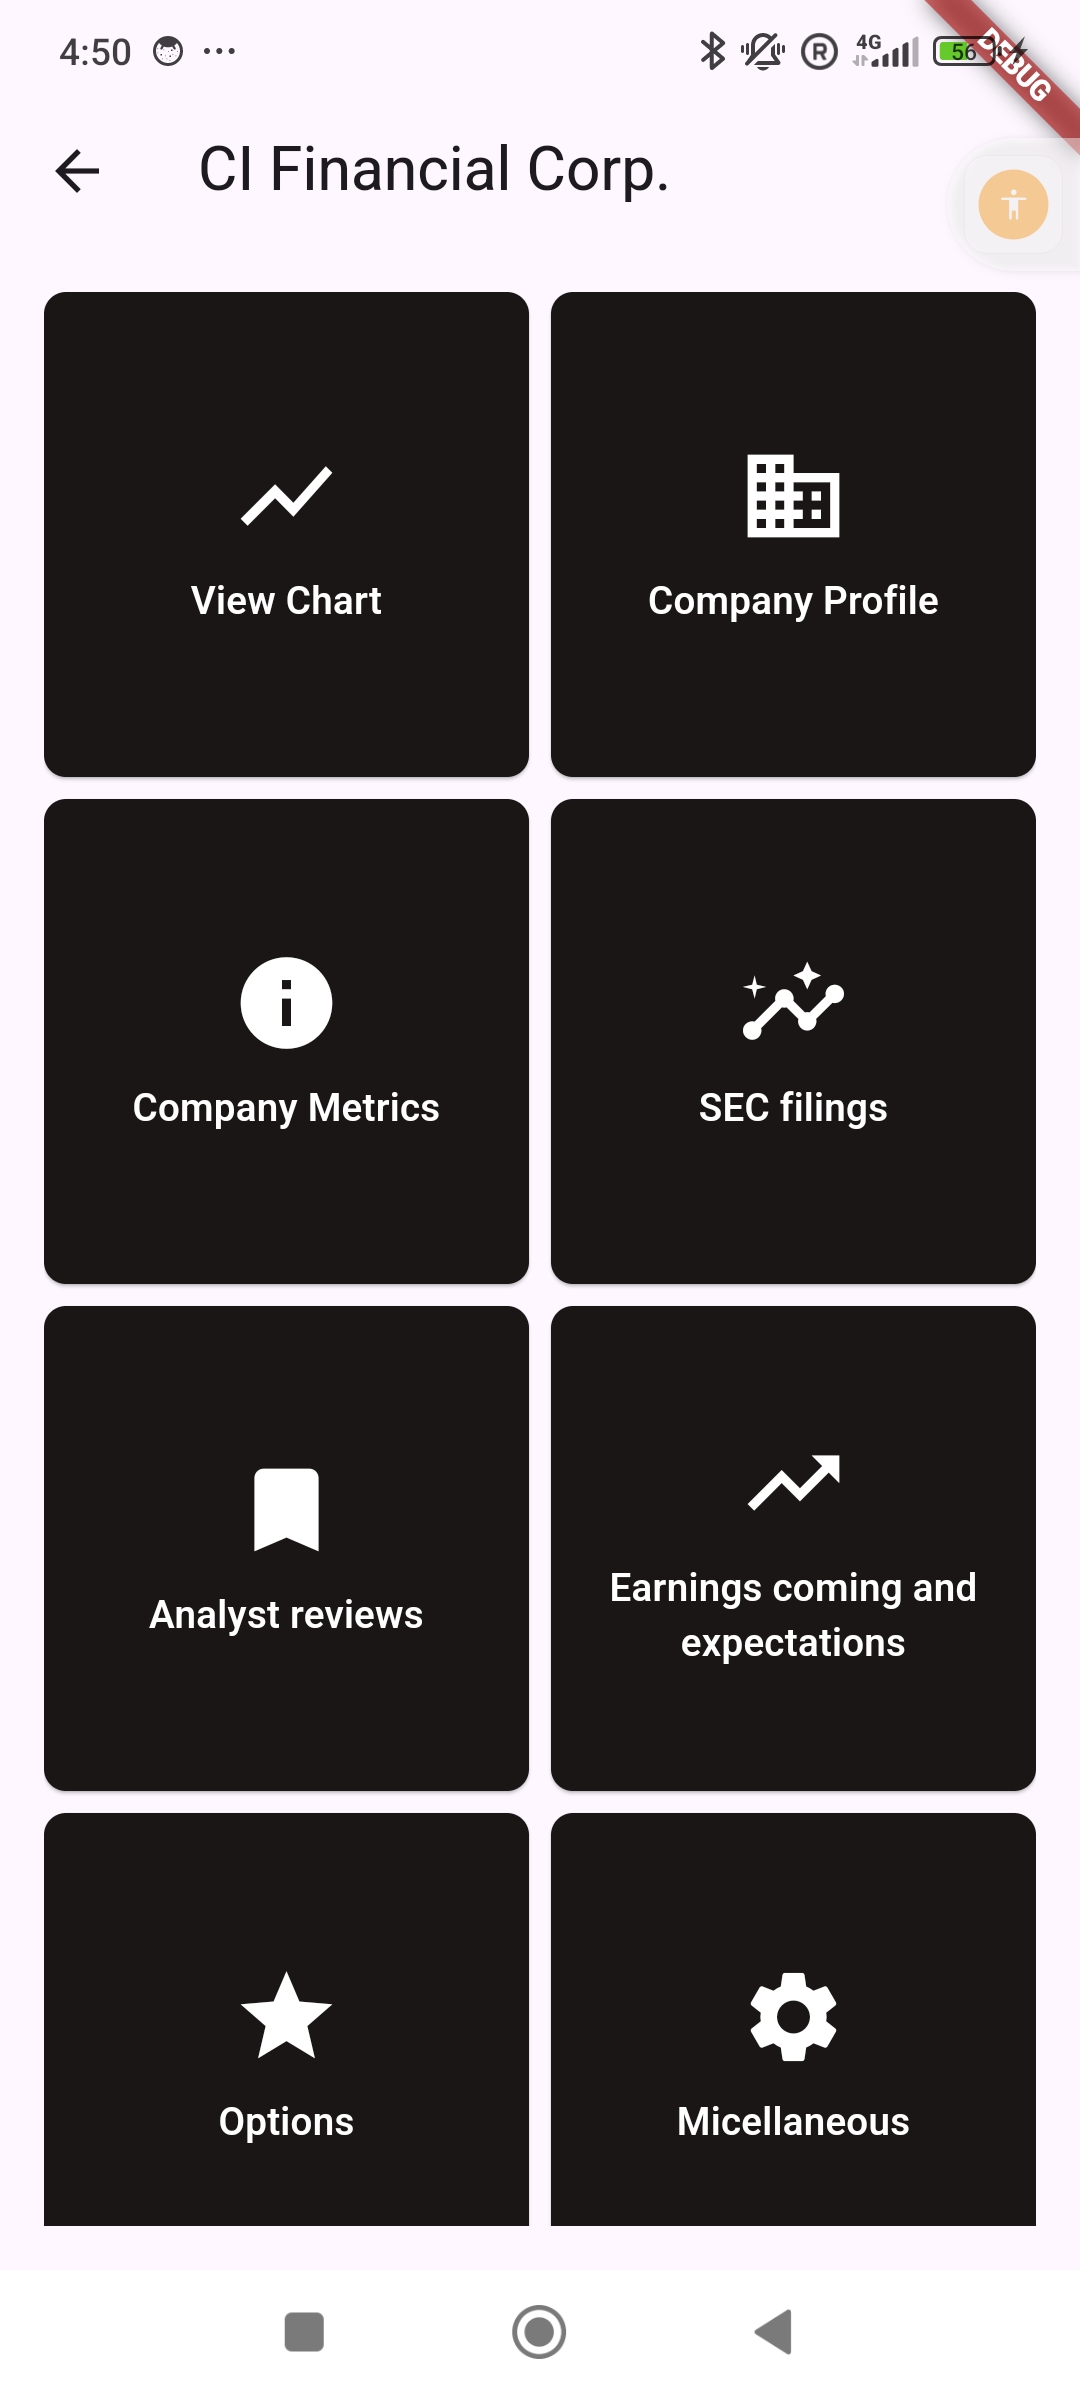 4:50
R
4G
56
DEBUG
CI Financial Corp.
View Chart
Company Profile
Company Metrics
SEC filings
Analyst reviews
Earnings coming and
expectations
Options
Micellaneous